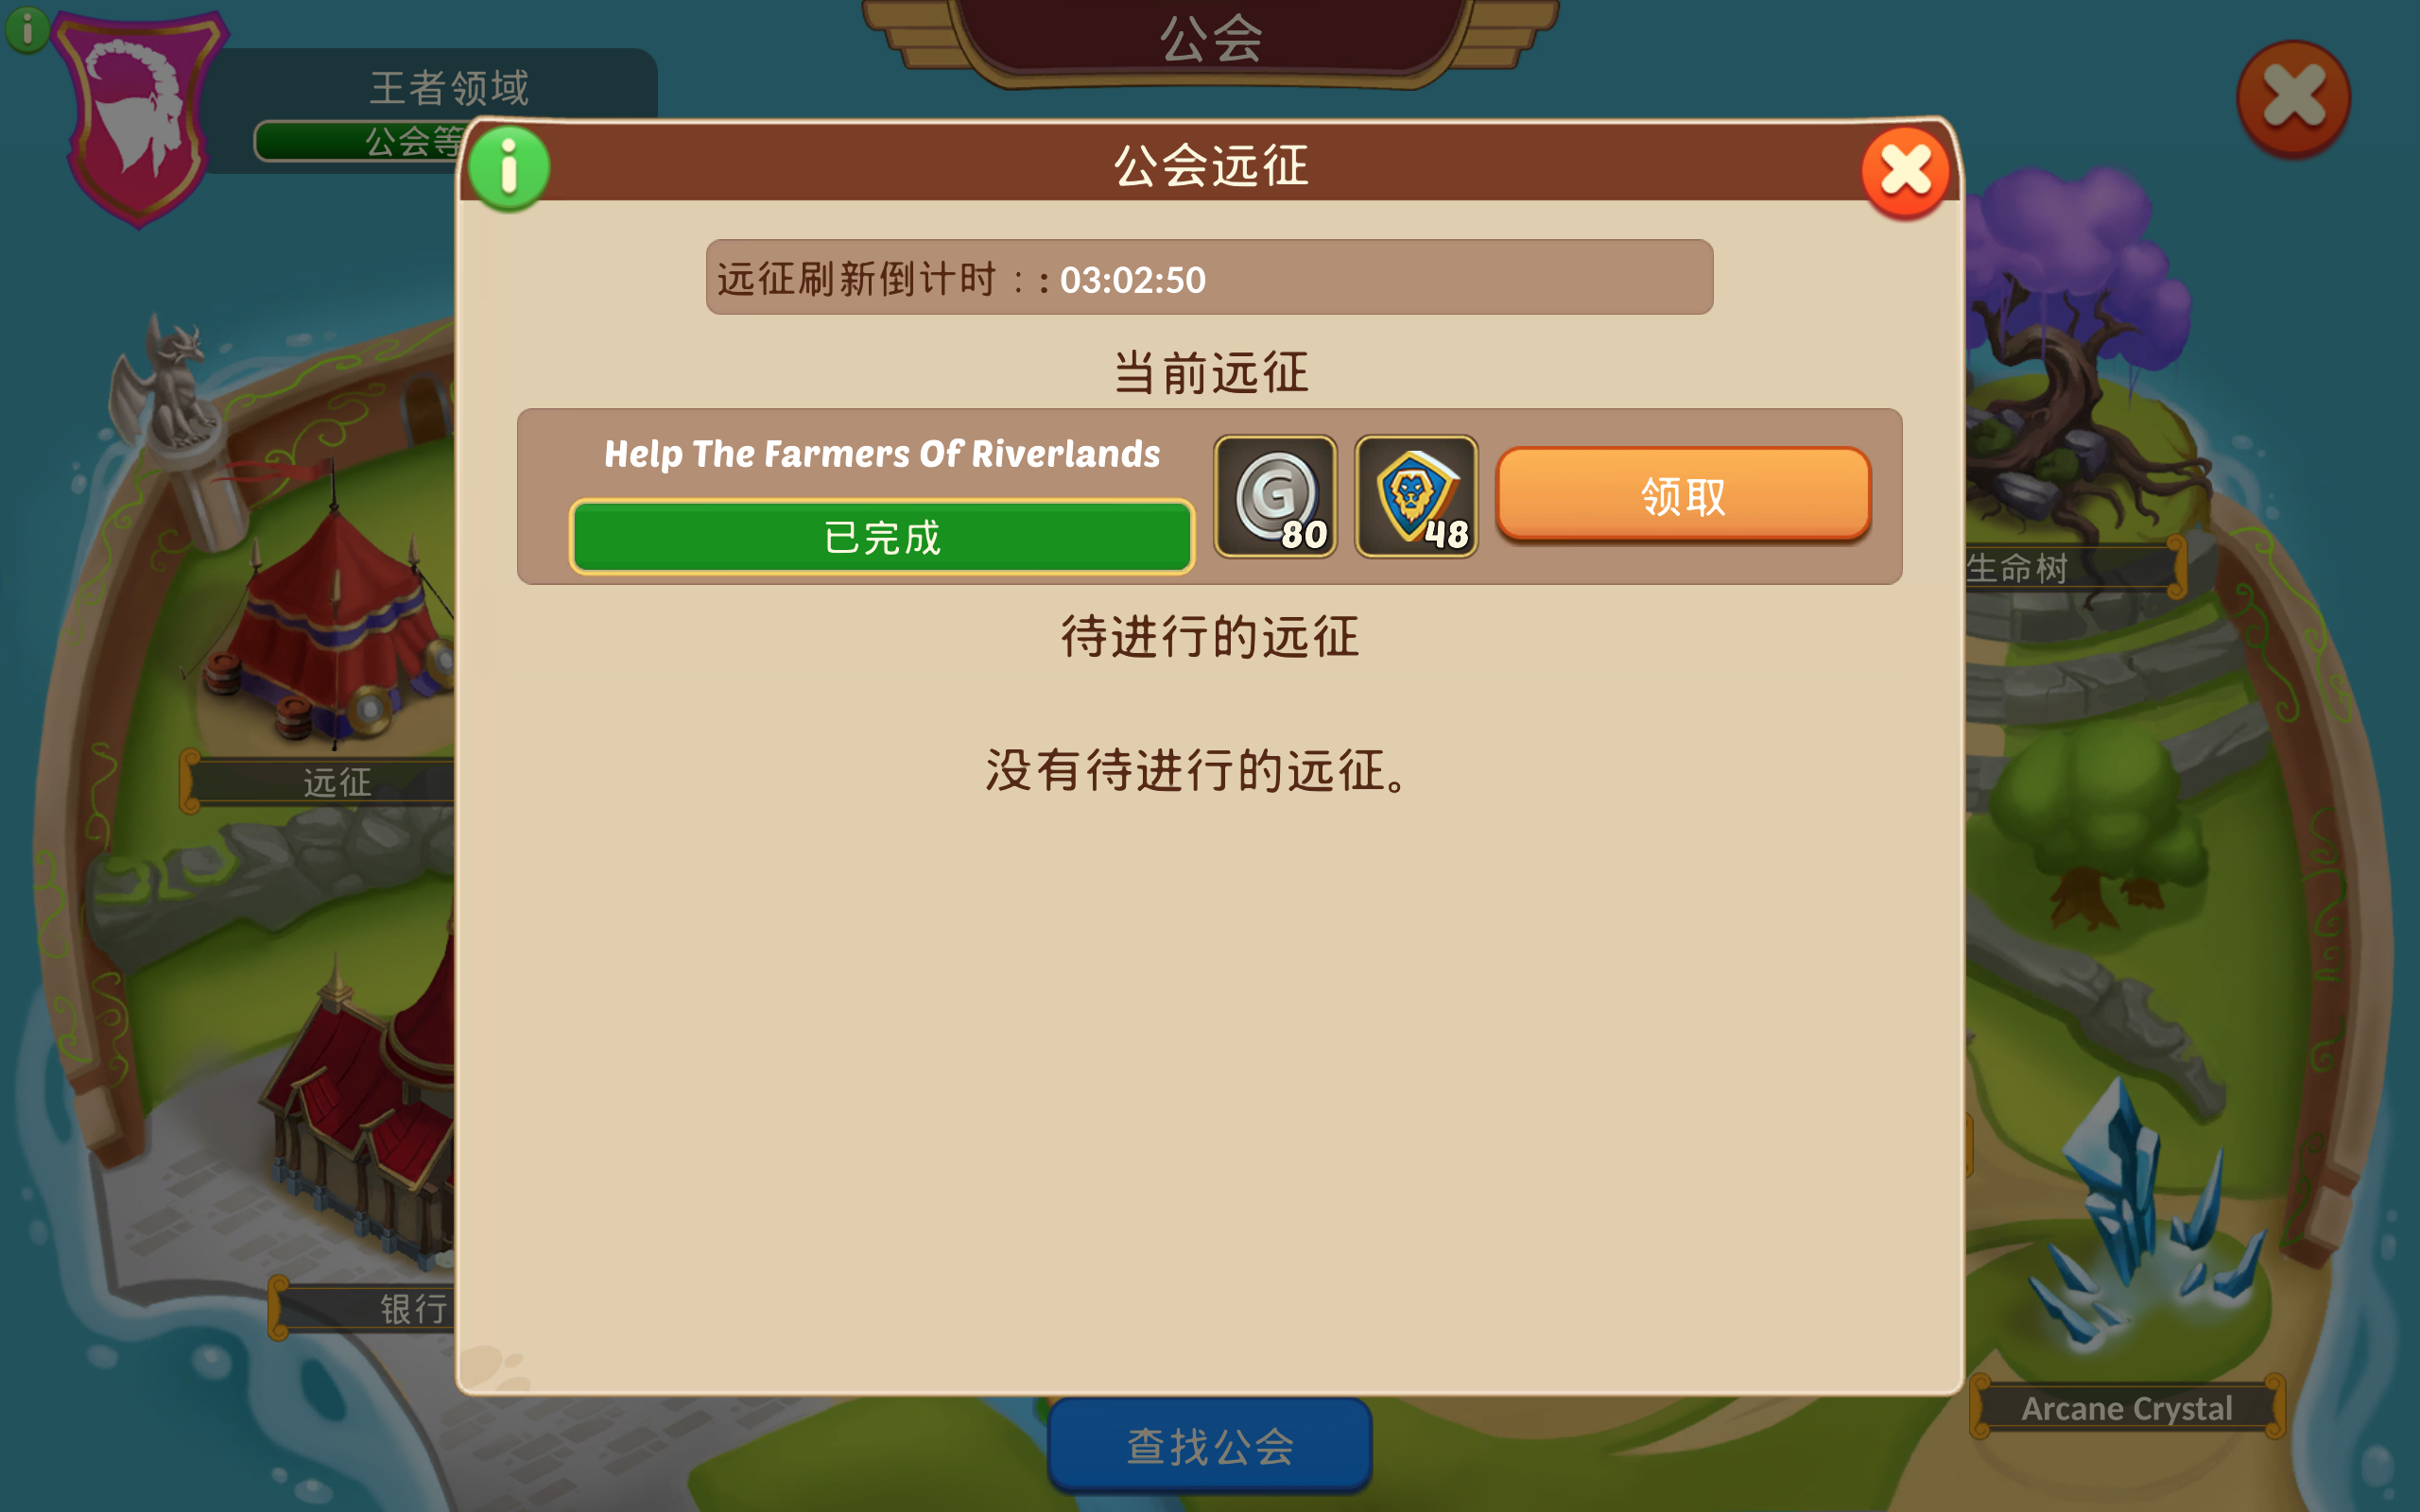 公会
王者领域
公会等
公会远征
远征刷新倒计时：: 03:02:50
当前远征
Help The Farmers Of Riverlands
已完成
80
48
领取
待进行的远征
没有待进行的远征。
生命树
远征
银行
Arcane Crystal
查找公会